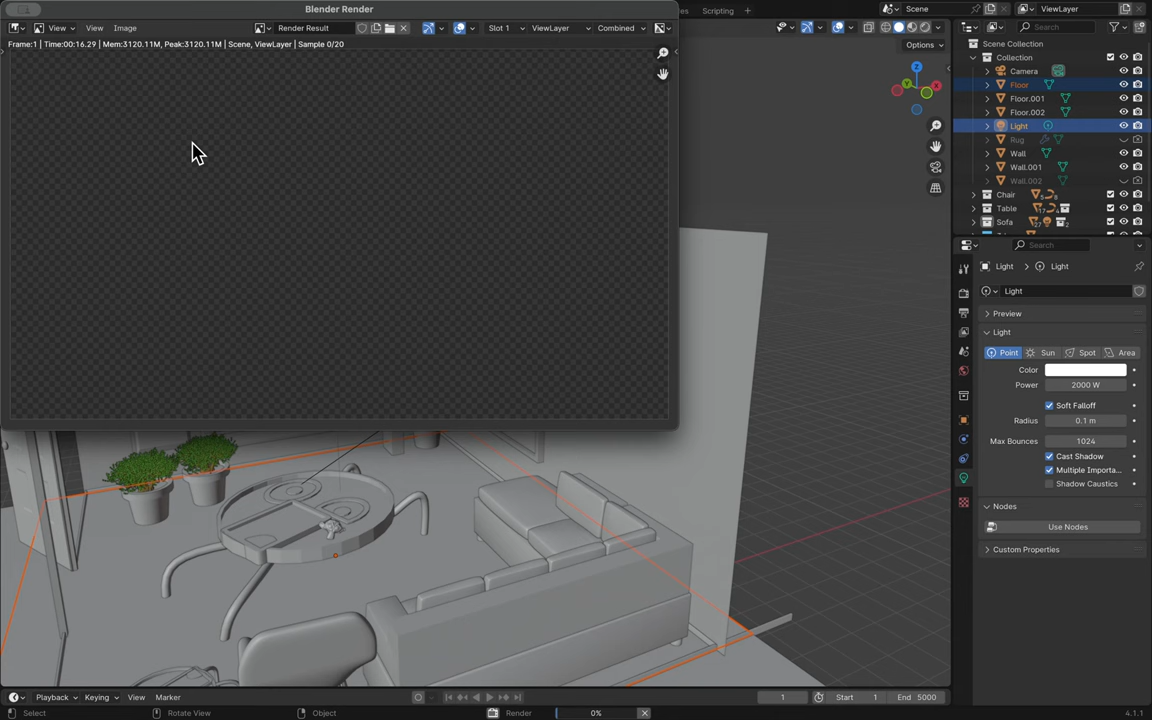 Blender Render
View View Image Render Result Slot 1 ViewLayer Combined
Frame:1 | Time:00:16.29 | Mem:3120.11M, Peak:3120.11M | Scene, ViewLayer | Sample 0/20
Scripting Scene ViewLayer
Options
Z
Y
X
Search
Scene Collection
Collection
Camera
Floor
Floor.001
Floor.002
Light
Rug
Wall
Wall.001
Wall.002
Chair
Table
Sofa
Search
Light > Light
Light
Preview
Light
Point Sun Spot Area
Color
Power 2000 W
Soft Falloff
Radius 0.1 m
Max Bounces 1024
Cast Shadow
Multiple Importa...
Shadow Caustics
Nodes
Use Nodes
Custom Properties
Playback Keying View Marker 1 Start 1 End 5000
Select Rotate View Object Render 0% 4.1.1